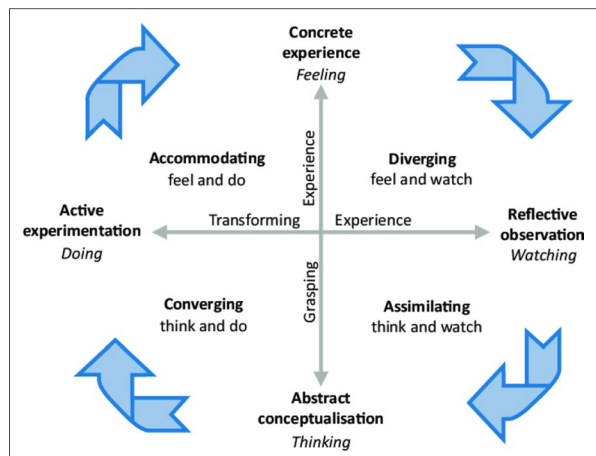 Concrete
experience
Feeling
Accommodating
feel and do
Experience
Diverging
feel and watch
Active
experimentation
Doing
Transforming
Experience
Reflective
observation
Watching
Converging
think and do
Grasping
Assimilating
think and watch
Abstract
conceptualisation
Thinking